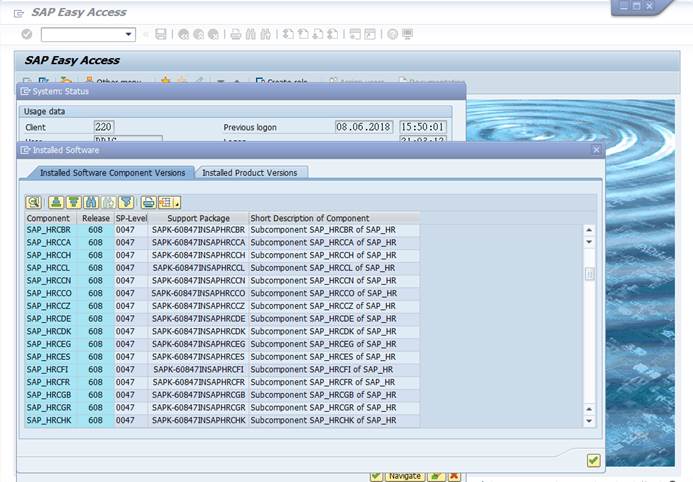 SAP Easy Access
SAP Easy Access
Other menu
Create role
Assign users
Documentation
System: Status
Usage data
Client 220 Previous logon 08.06.2018 15:50:01
Installed Software
Installed Software Component Versions Installed Product Versions
Component Release SP-Level Support Package Short Description of Component
SAP_HRCBR 608 0047 SAPK-60847INSAPHRCBR Subcomponent SAP_HRCBR of SAP_HR
SAP_HRCCA 608 0047 SAPK-60847INSAPHRCCA Subcomponent SAP_HRCCA of SAP_HR
SAP_HRCCH 608 0047 SAPK-60847INSAPHRCCH Subcomponent SAP_HRCCH of SAP_HR
SAP_HRCCL 608 0047 SAPK-60847INSAPHRCCL Subcomponent SAP_HRCCL of SAP_HR
SAP_HRCCN 608 0047 SAPK-60847INSAPHRCCN Subcomponent SAP_HRCCN of SAP_HR
SAP_HRCCO 608 0047 SAPK-60847INSAPHRCCO Subcomponent SAP_HRCCO of SAP_HR
SAP_HRCCZ 608 0047 SAPK-60847INSAPHRCCZ Subcomponent SAP_HRCCZ of SAP_HR
SAP_HRCDE 608 0047 SAPK-60847INSAPHRCDE Subcomponent SAP_HRCDE of SAP_HR
SAP_HRCDK 608 0047 SAPK-60847INSAPHRCDK Subcomponent SAP_HRCDK of SAP_HR
SAP_HRCEG 608 0047 SAPK-60847INSAPHRCEG Subcomponent SAP_HRCEG of SAP_HR
SAP_HRCES 608 0047 SAPK-60847INSAPHRCES Subcomponent SAP_HRCES of SAP_HR
SAP_HRCFI 608 0047 SAPK-60847INSAPHRCFI Subcomponent SAP_HRCFI of SAP_HR
SAP_HRCFR 608 0047 SAPK-60847INSAPHRCFR Subcomponent SAP_HRCFR of SAP_HR
SAP_HRCGB 608 0047 SAPK-60847INSAPHRCGB Subcomponent SAP_HRCGB of SAP_HR
SAP_HRCGR 608 0047 SAPK-60847INSAPHRCGR Subcomponent SAP_HRCGR of SAP_HR
SAP_HRCHK 608 0047 SAPK-60847INSAPHRCHK Subcomponent SAP_HRCHK of SAP_HR
Navigate